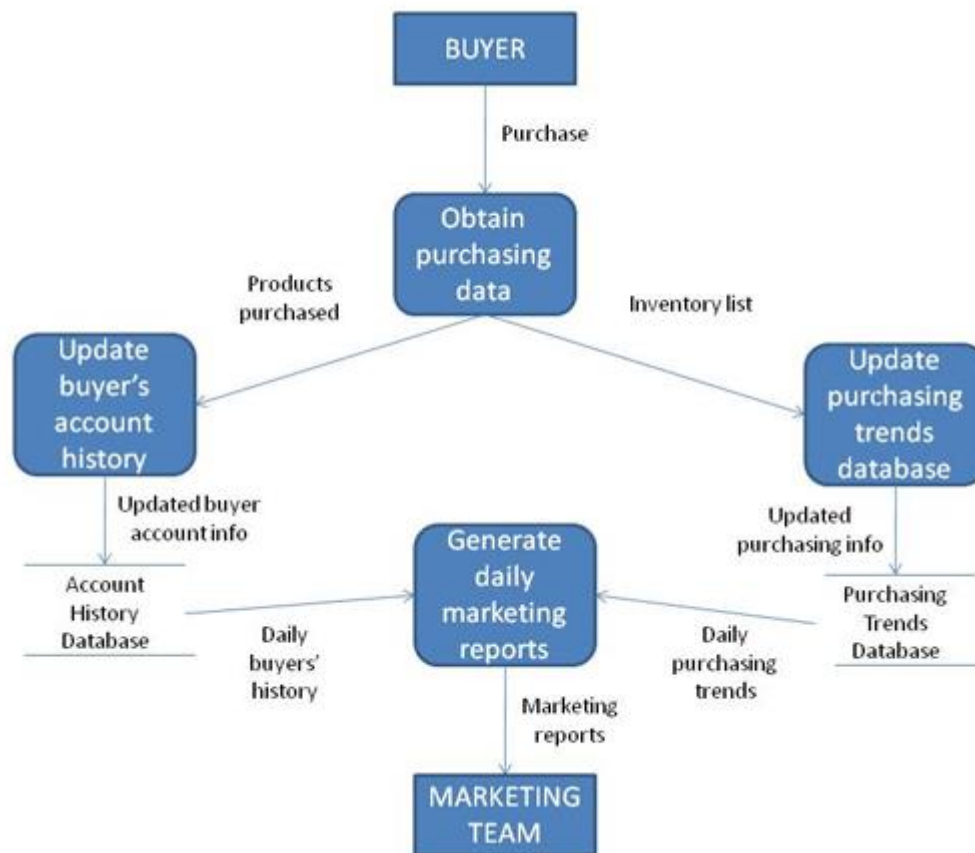 BUYER
Purchase
Obtain
purchasing
data
Products
purchased
Inventory list
Update
buyer's
account
history
Update
purchasing
trends
database
Updated buyer
account info
Updated
purchasing info
Generate
daily
marketing
reports
Account
History
Database
Purchasing
Trends
Database
Daily
buyers'
history
Daily
purchasing
trends
Marketing
reports
MARKETING
TEAM